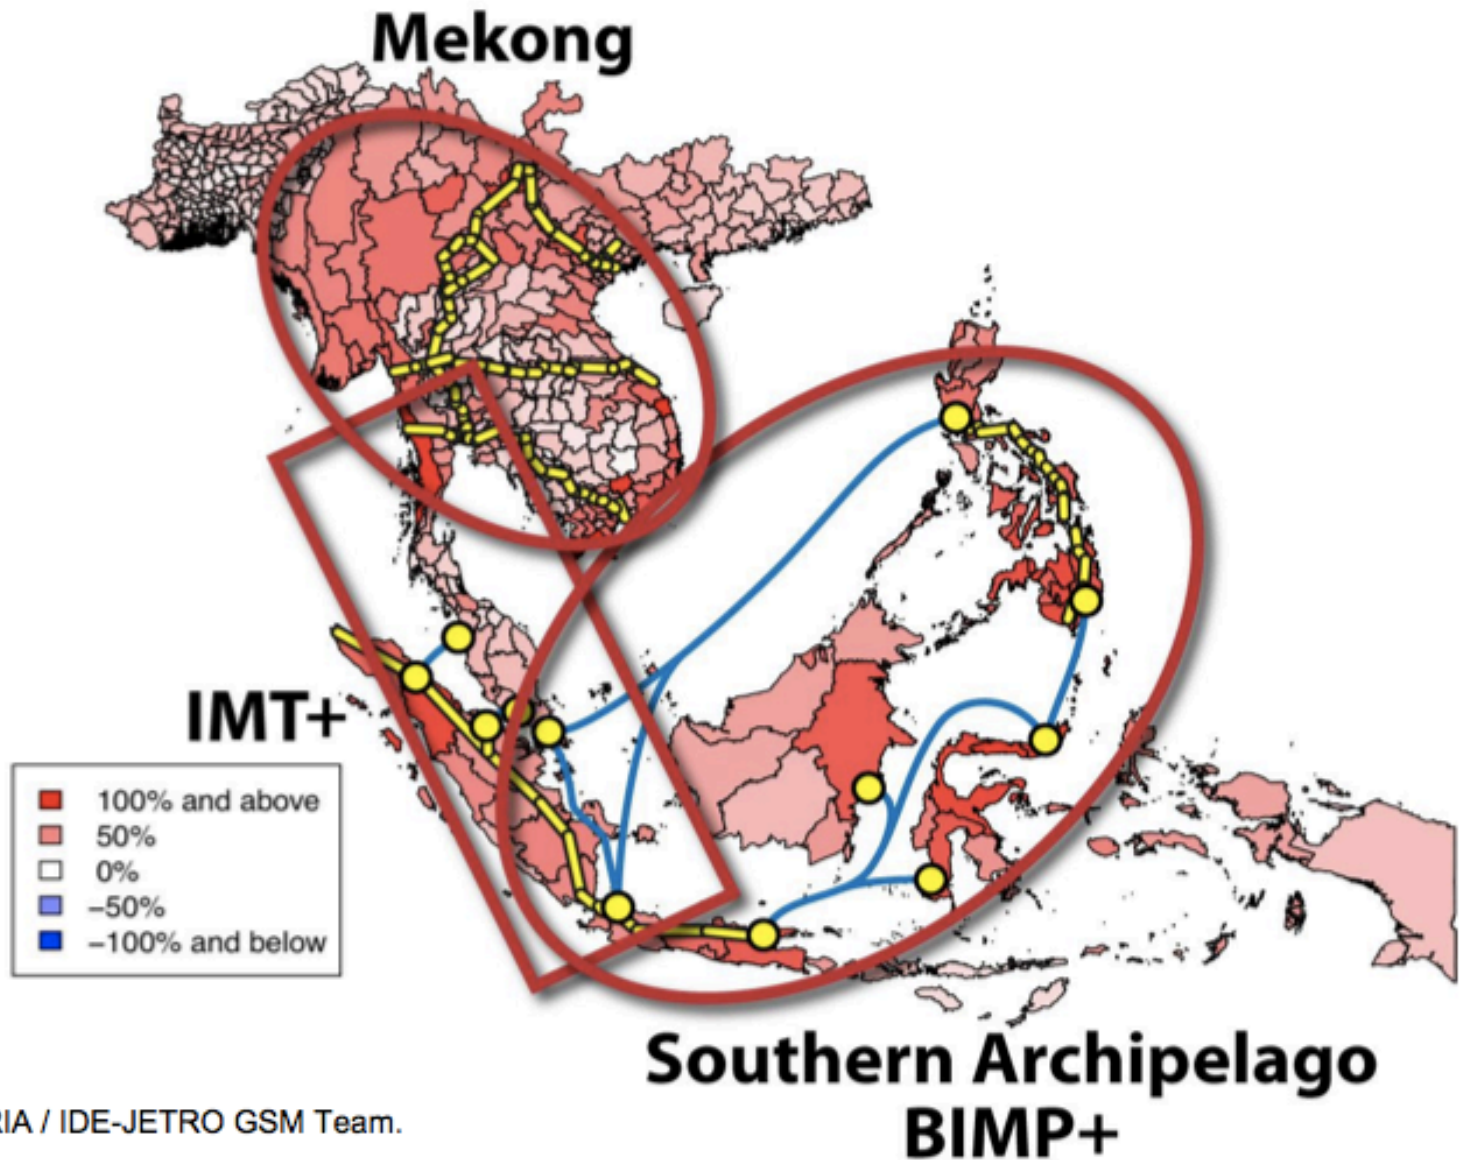 Mekong
IMT+
100% and above
50%
0%
−50%
−100% and below
Southern Archipelago
BIMP+
RIA / IDE-JETRO GSM Team.